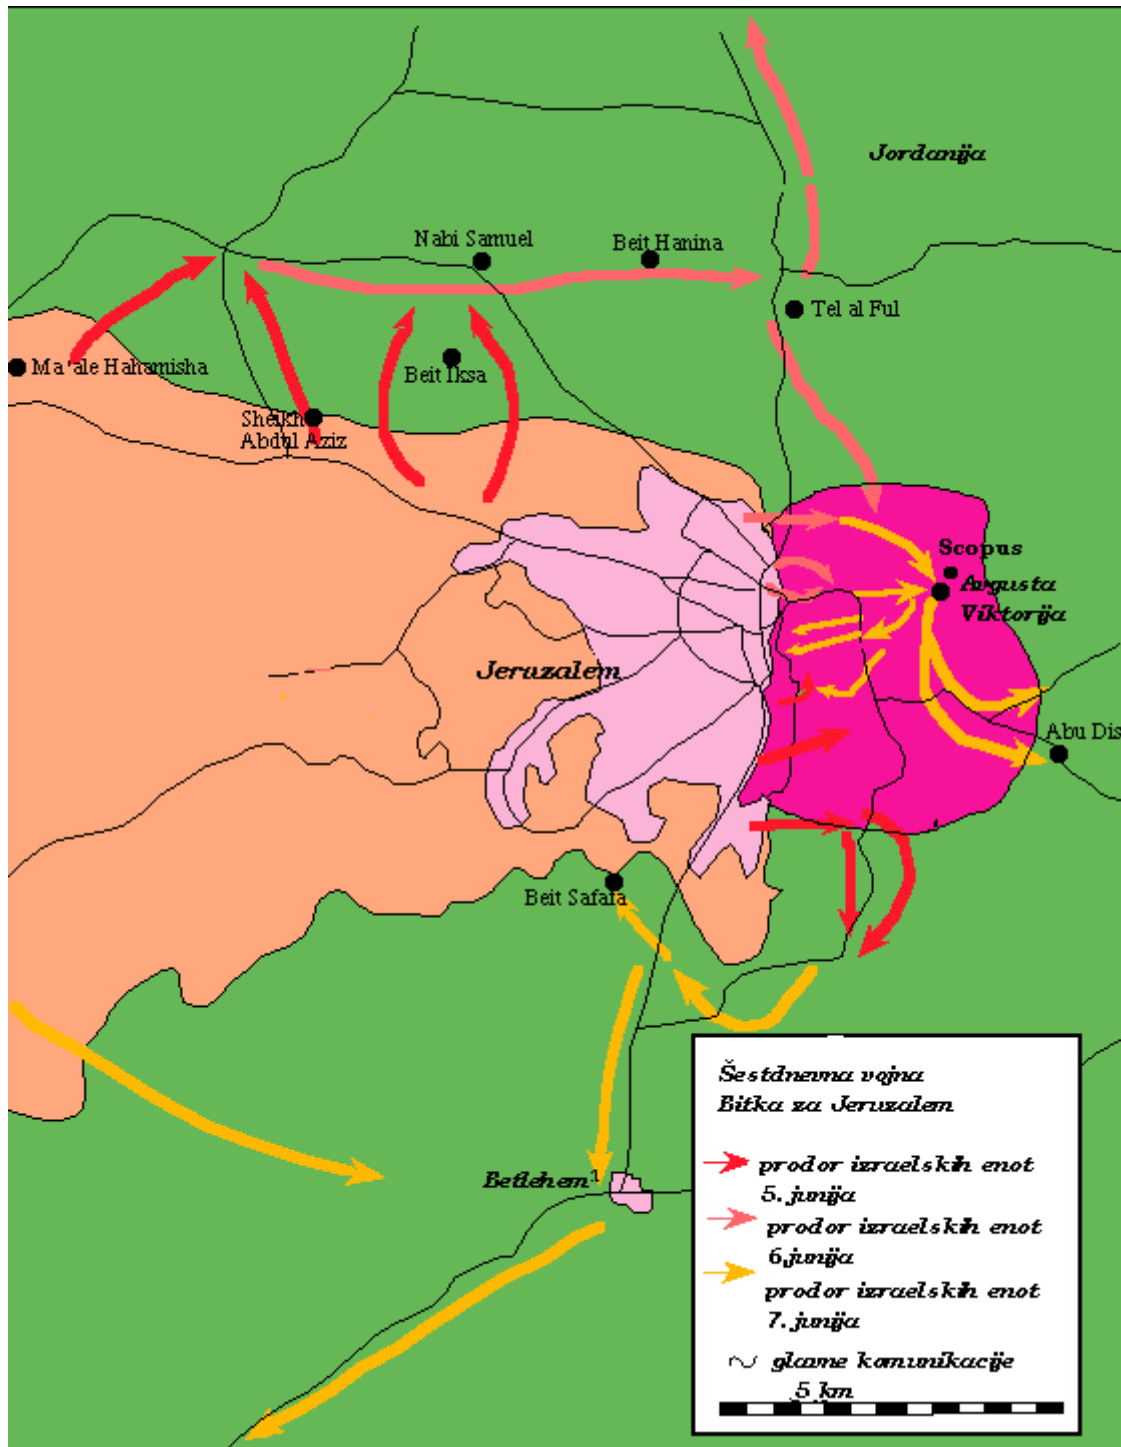 Jordanija
Nabi Samuel
Beit Hanina
Tel al Ful
Ma'ale Hahamisha
Beit Iksa
Sheikh
Abdul Aziz
Scopus
Avgusta
Viktorija
Jeruzalem
Abu Dis
Beit Safafa
Betlehem
Šestdnevna vojna
Bitka za Jeruzalem
prodor izraelskih enot
5. junija
prodor izraelskih enot
6.junija
prodor izraelskih enot
7. junija
glavne komunikacije
5 km